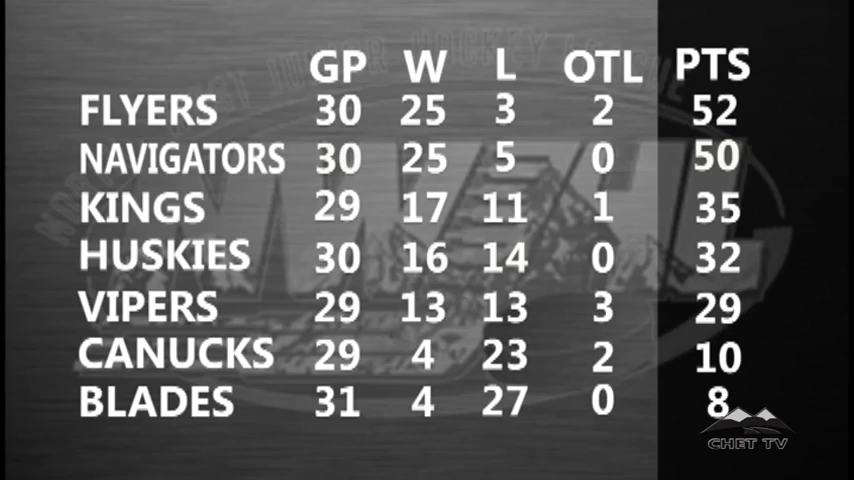 GP W L OTL PTS
FLYERS 30 25 3 2 52
NAVIGATORS 30 25 5 0 50
KINGS 29 17 11 1 35
HUSKIES 30 16 14 0 32
VIPERS 29 13 13 3 29
CANUCKS 29 4 23 2 10
BLADES 31 4 27 0 8
CHET TV